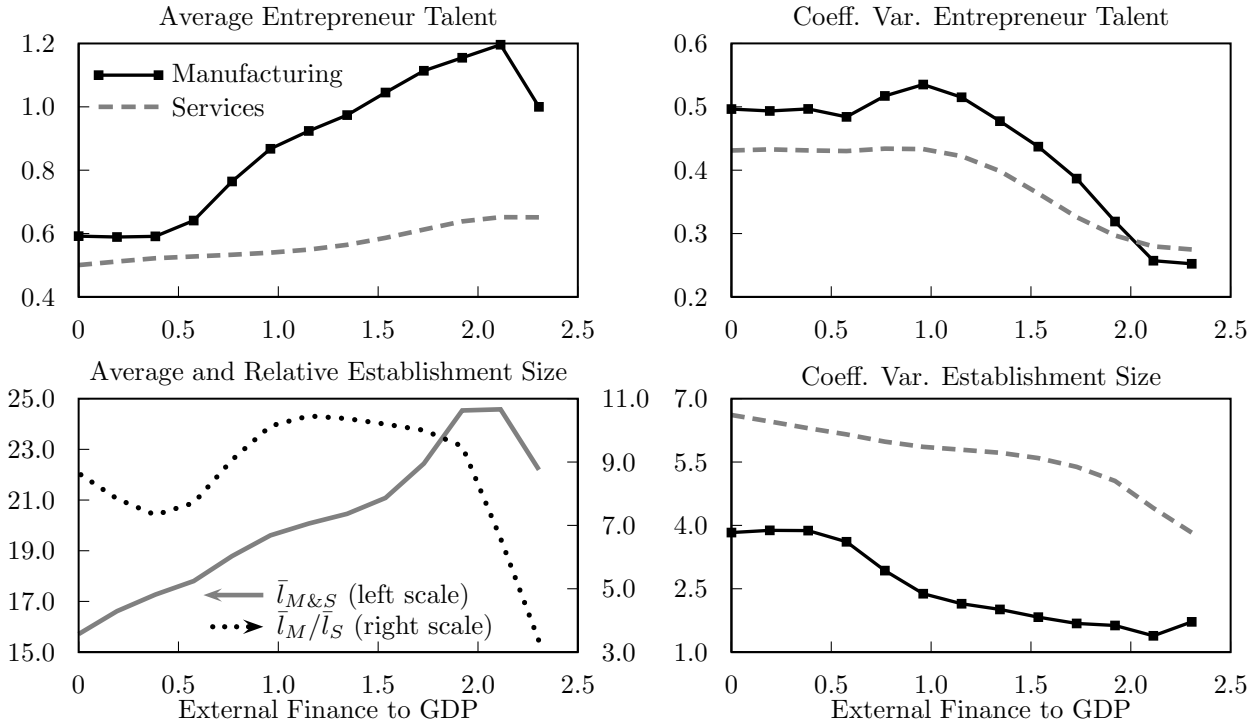 Average Entrepreneur Talent
1.2
1.0
0.8
0.6
0.4
Manufacturing
Services
0 0.5 1.0 1.5 2.0 2.5
Coeff. Var. Entrepreneur Talent
0.6
0.5
0.4
0.3
0.2
0 0.5 1.0 1.5 2.0 2.5
Average and Relative Establishment Size
25.0
23.0
21.0
19.0
17.0
15.0
11.0
9.0
7.0
5.0
3.0
l̄M&S (left scale)
l̄M/l̄S (right scale)
0 0.5 1.0 1.5 2.0 2.5
External Finance to GDP
Coeff. Var. Establishment Size
7.0
5.5
4.0
2.5
1.0
0 0.5 1.0 1.5 2.0 2.5
External Finance to GDP